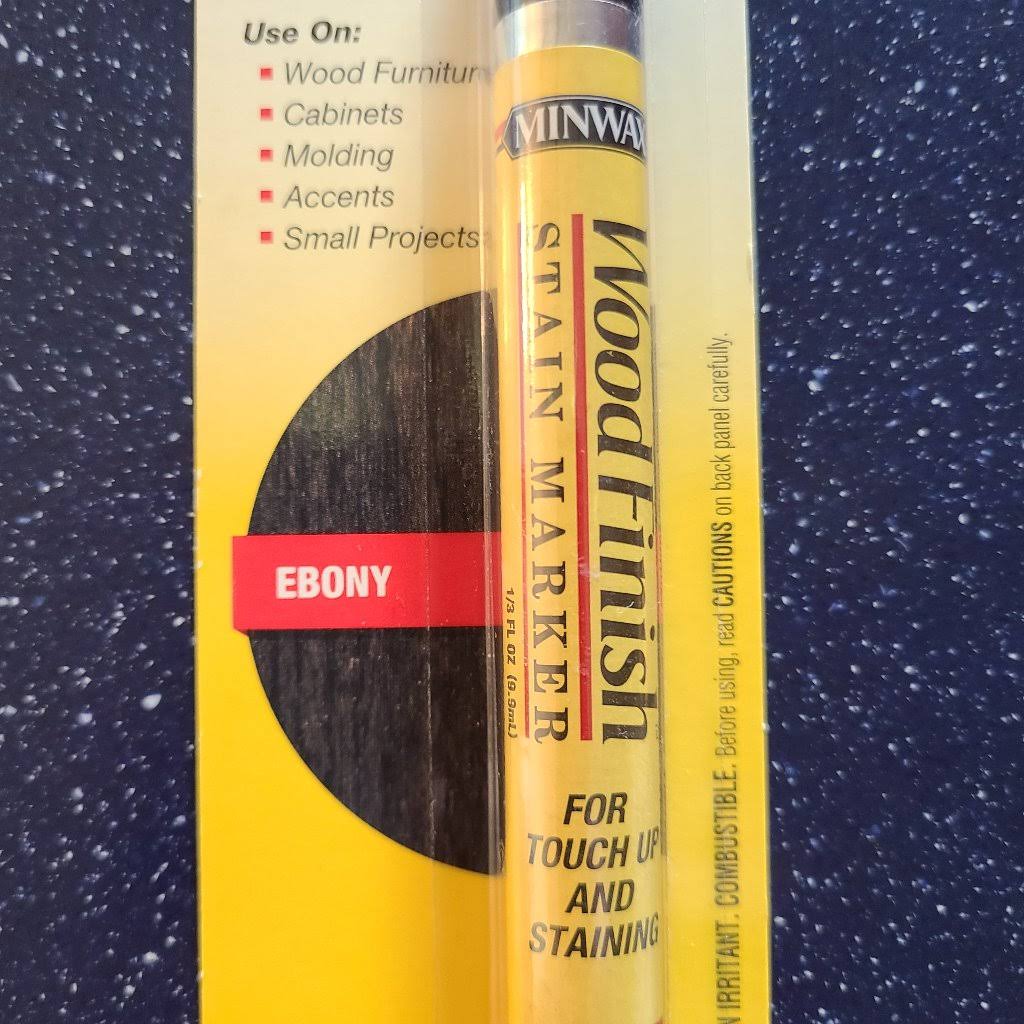 Use On:
Wood Furnitur
Cabinets
Molding
Accents
Small Projects
EBONY
MINWAX
Wood Finish
STAIN MARKER
1/3 FL OZ (9.9mL)
FOR
TOUCH UP
AND
STAINING
N IRRITANT. COMBUSTIBLE. Before using, read CAUTIONS on back panel carefully.